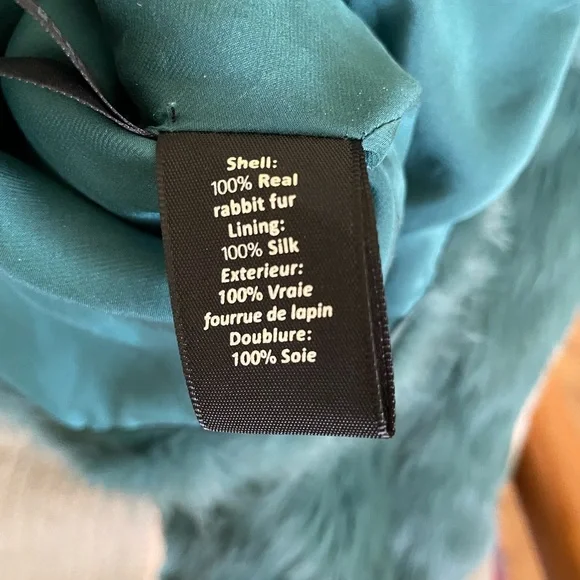 Shell:
100% Real
rabbit fur
Lining:
100% Silk
Exterieur:
100% Vraie
fourrue de lapin
Doublure:
100% Soie